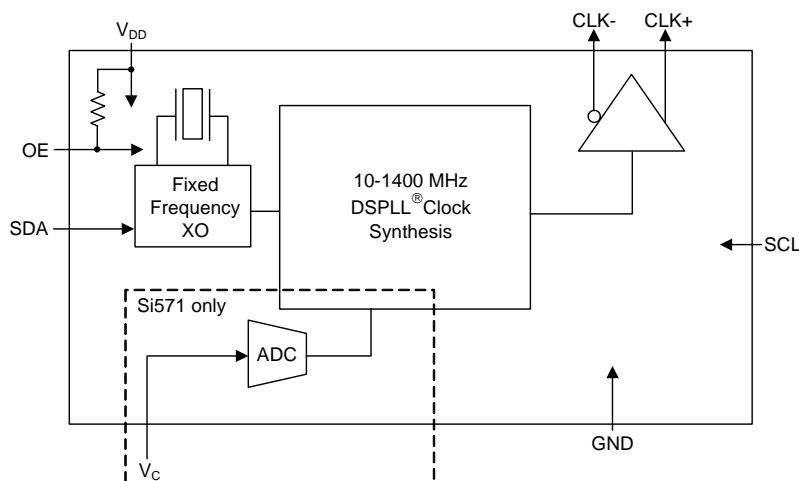 CLK-
CLK+
V_DD
OE
Fixed
Frequency
XO
10-1400 MHz
DSPLL® Clock
Synthesis
SDA
SCL
Si571 only
ADC
GND
V_C